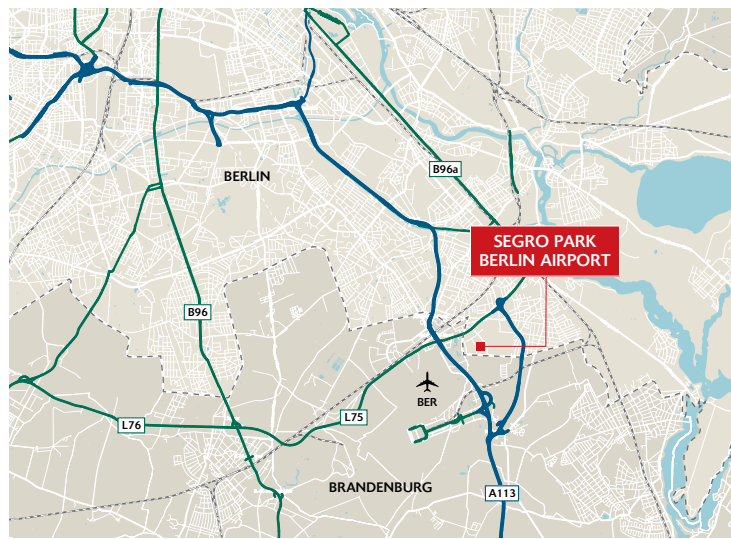 B96a
BERLIN
SEGRO PARK
BERLIN AIRPORT
B96
BER
L75
L76
BRANDENBURG
A113